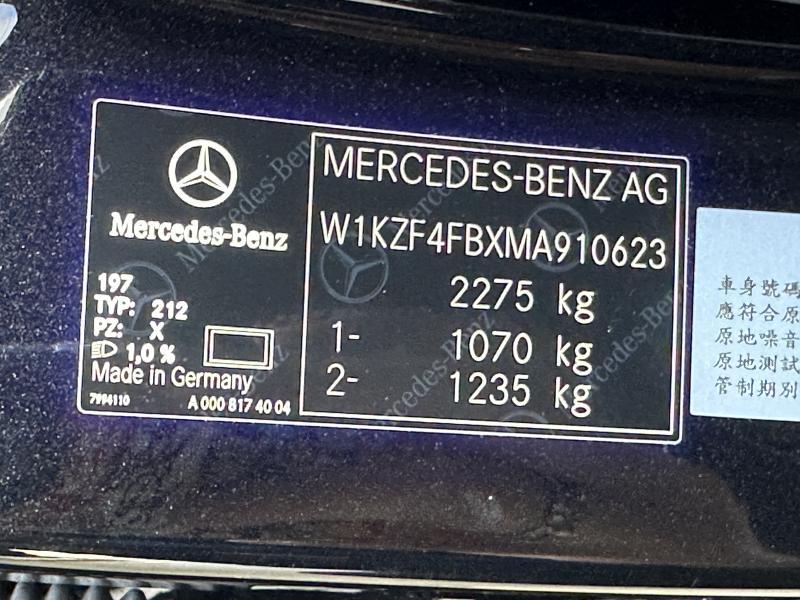 Mercedes-Benz
197
TYP: 212
PZ: X
1,0 %
Made in Germany
7994110 A 000 817 40 04
MERCEDES-BENZ AG
W1KZF4FBXMA910623
2275 kg
1- 1070 kg
2- 1235 kg
車身號碼
應符合原
原地噪音
原地測試
管制期別